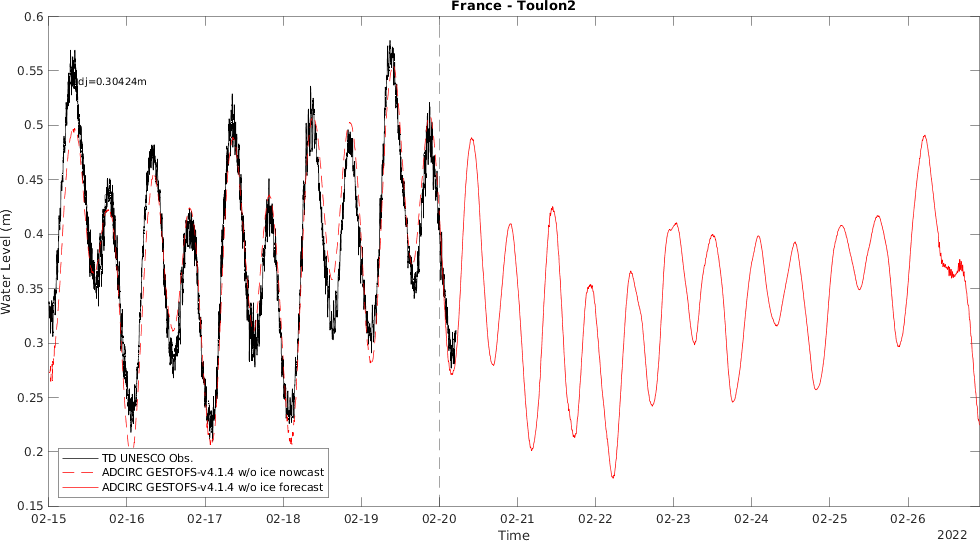 France - Toulon2
0.6
0.55
0.5
0.45
0.4
0.35
0.3
0.25
0.2
0.15
Water Level (m)
dj=0.30424m
TD UNESCO Obs.
ADCIRC GESTOFS-v4.1.4 w/o ice nowcast
ADCIRC GESTOFS-v4.1.4 w/o ice forecast
02-15 02-16 02-17 02-18 02-19 02-20 02-21 02-22 02-23 02-24 02-25 02-26
Time
2022